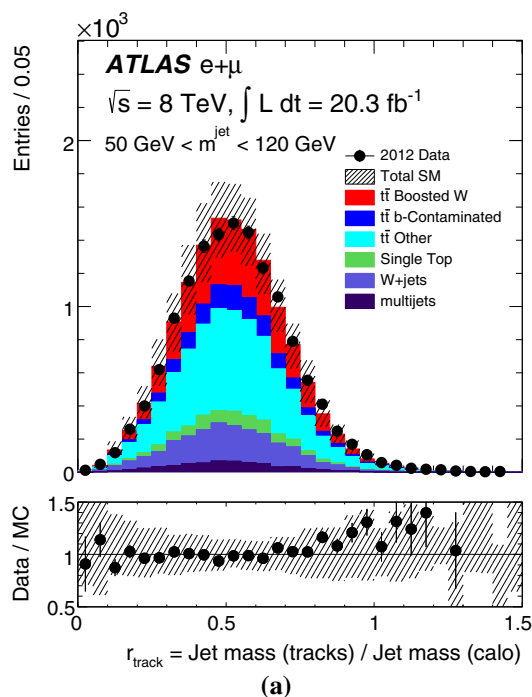 ×10³
Entries / 0.05
ATLAS e+μ
√s = 8 TeV, ∫ L dt = 20.3 fb⁻¹
50 GeV < m^jet < 120 GeV
2012 Data
Total SM
tt̄ Boosted W
tt̄ b-Contaminated
tt̄ Other
Single Top
W+jets
multijets
2
1
0
Data / MC
1.5
1
0.5
0 0.5 1 1.5
r_track = Jet mass (tracks) / Jet mass (calo)
(a)